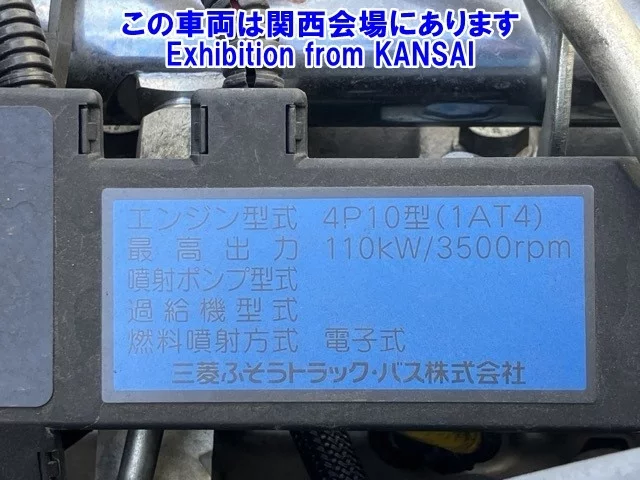 この車両は関西会場にあります
Exhibition from KANSAI
エンジン型式 4P10型(1AT4)
最高出力 110kW/3500rpm
噴射ポンプ型式
過給機型式
燃料噴射方式 電子式
三菱ふそうトラック・バス株式会社